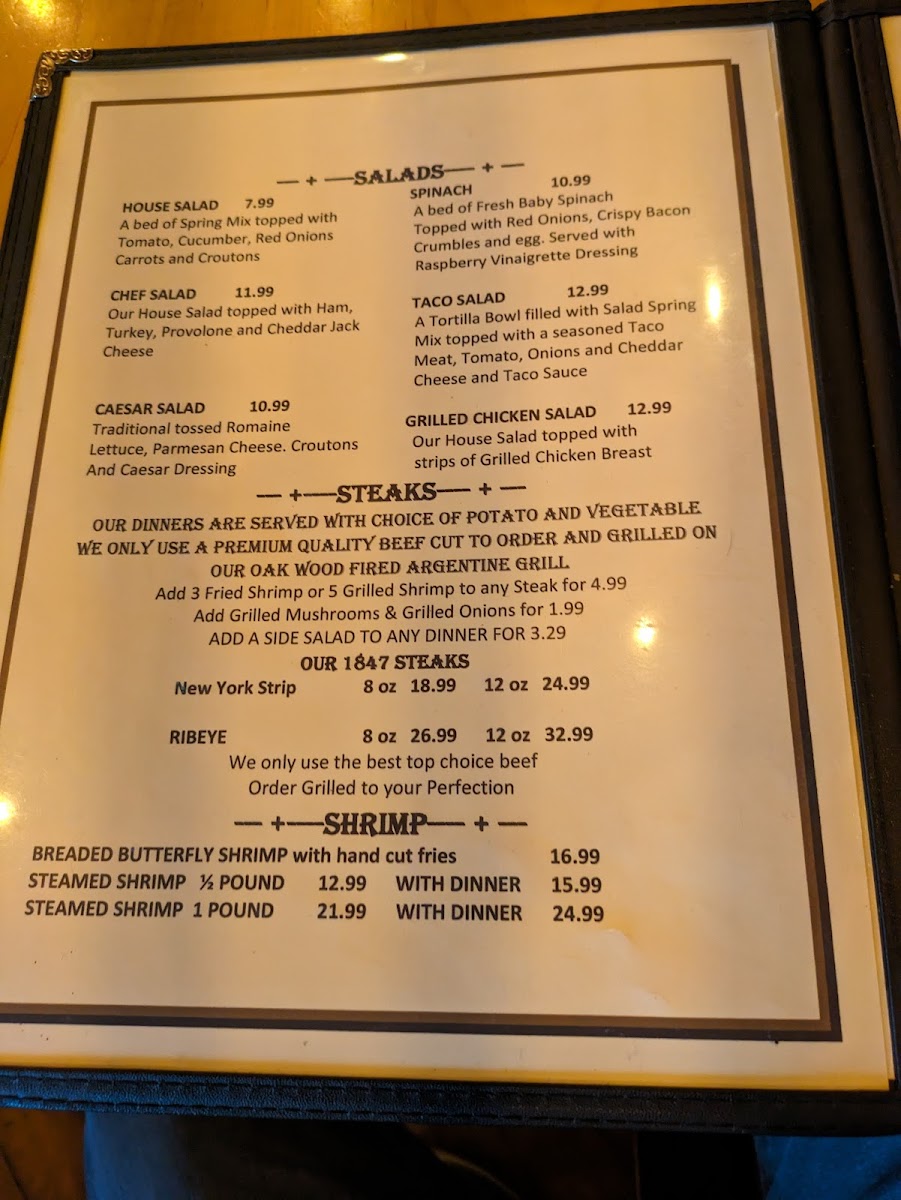 — + —SALADS— + —
HOUSE SALAD 7.99
A bed of Spring Mix topped with
Tomato, Cucumber, Red Onions
Carrots and Croutons
CHEF SALAD 11.99
Our House Salad topped with Ham,
Turkey, Provolone and Cheddar Jack
Cheese
CAESAR SALAD 10.99
Traditional tossed Romaine
Lettuce, Parmesan Cheese. Croutons
And Caesar Dressing
SPINACH 10.99
A bed of Fresh Baby Spinach
Topped with Red Onions, Crispy Bacon
Crumbles and egg. Served with
Raspberry Vinaigrette Dressing
TACO SALAD 12.99
A Tortilla Bowl filled with Salad Spring
Mix topped with a seasoned Taco
Meat, Tomato, Onions and Cheddar
Cheese and Taco Sauce
GRILLED CHICKEN SALAD 12.99
Our House Salad topped with
strips of Grilled Chicken Breast
— +—STEAKS— + —
OUR DINNERS ARE SERVED WITH CHOICE OF POTATO AND VEGETABLE
WE ONLY USE A PREMIUM QUALITY BEEF CUT TO ORDER AND GRILLED ON
OUR OAK WOOD FIRED ARGENTINE GRILL
Add 3 Fried Shrimp or 5 Grilled Shrimp to any Steak for 4.99
Add Grilled Mushrooms & Grilled Onions for 1.99
ADD A SIDE SALAD TO ANY DINNER FOR 3.29
OUR 1847 STEAKS
New York Strip 8 oz 18.99 12 oz 24.99
RIBEYE 8 oz 26.99 12 oz 32.99
We only use the best top choice beef
Order Grilled to your Perfection
— +—SHRIMP— + —
BREADED BUTTERFLY SHRIMP with hand cut fries 16.99
STEAMED SHRIMP ½ POUND 12.99 WITH DINNER 15.99
STEAMED SHRIMP 1 POUND 21.99 WITH DINNER 24.99